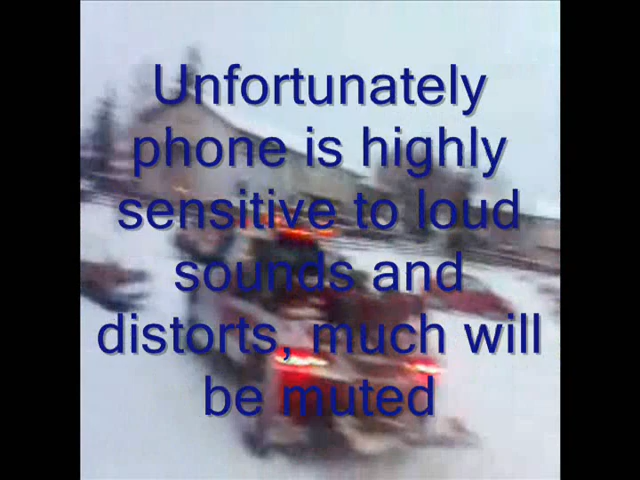 Unfortunately
phone is highly
sensitive to loud
sounds and
distorts, much will
be muted